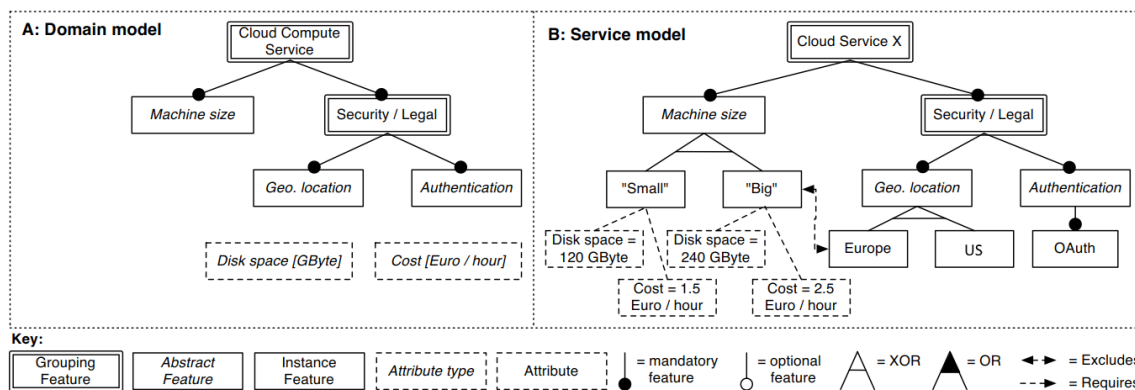 A: Domain model
Cloud Compute
Service
Machine size
Security / Legal
Geo. location
Authentication
Disk space [GByte]
Cost [Euro / hour]
B: Service model
Cloud Service X
Machine size
Security / Legal
"Small"
"Big"
Geo. location
Authentication
Disk space =
120 GByte
Disk space =
240 GByte
Europe
US
OAuth
Cost = 1.5
Euro / hour
Cost = 2.5
Euro / hour
Key:
Grouping
Feature
Abstract
Feature
Instance
Feature
Attribute type
Attribute
= mandatory
feature
= optional
feature
= XOR
= OR
= Excludes
= Requires